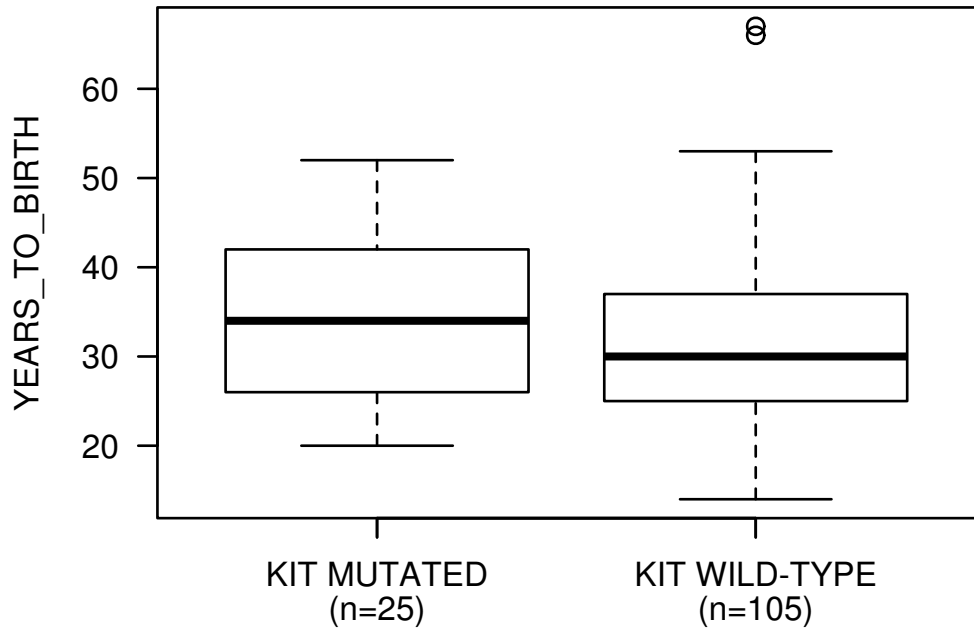 YEARS_TO_BIRTH
60
50
40
30
20
KIT MUTATED
(n=25)
KIT WILD-TYPE
(n=105)